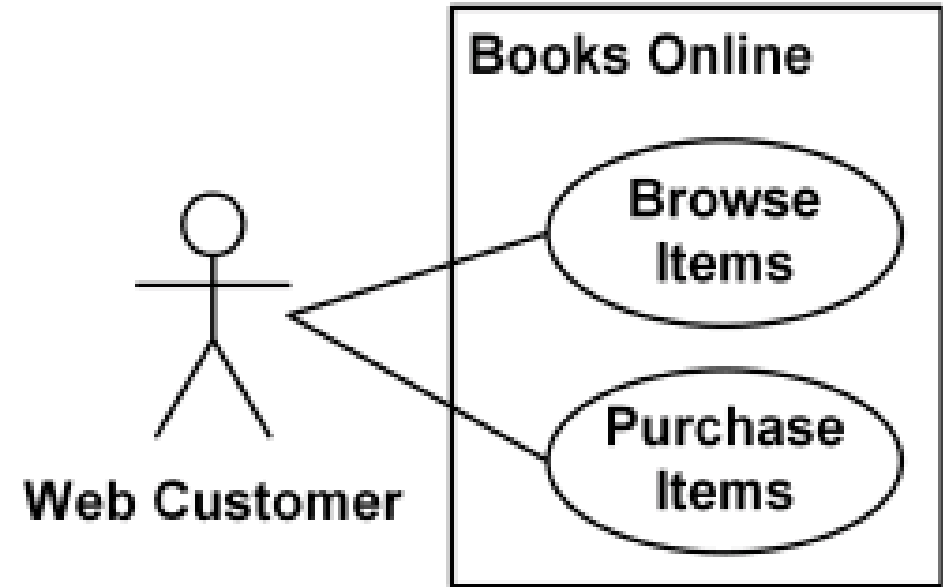 Books Online
Browse
Items
Purchase
Items
Web Customer